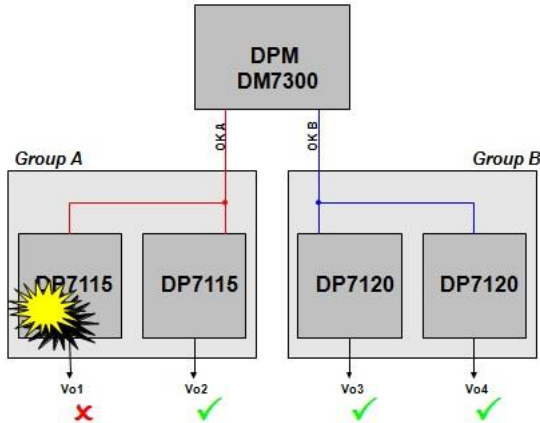 DPM
DM7300
OK A
OK B
Group A
Group B
DP7115
DP7115
DP7120
DP7120
Vo1
Vo2
Vo3
Vo4